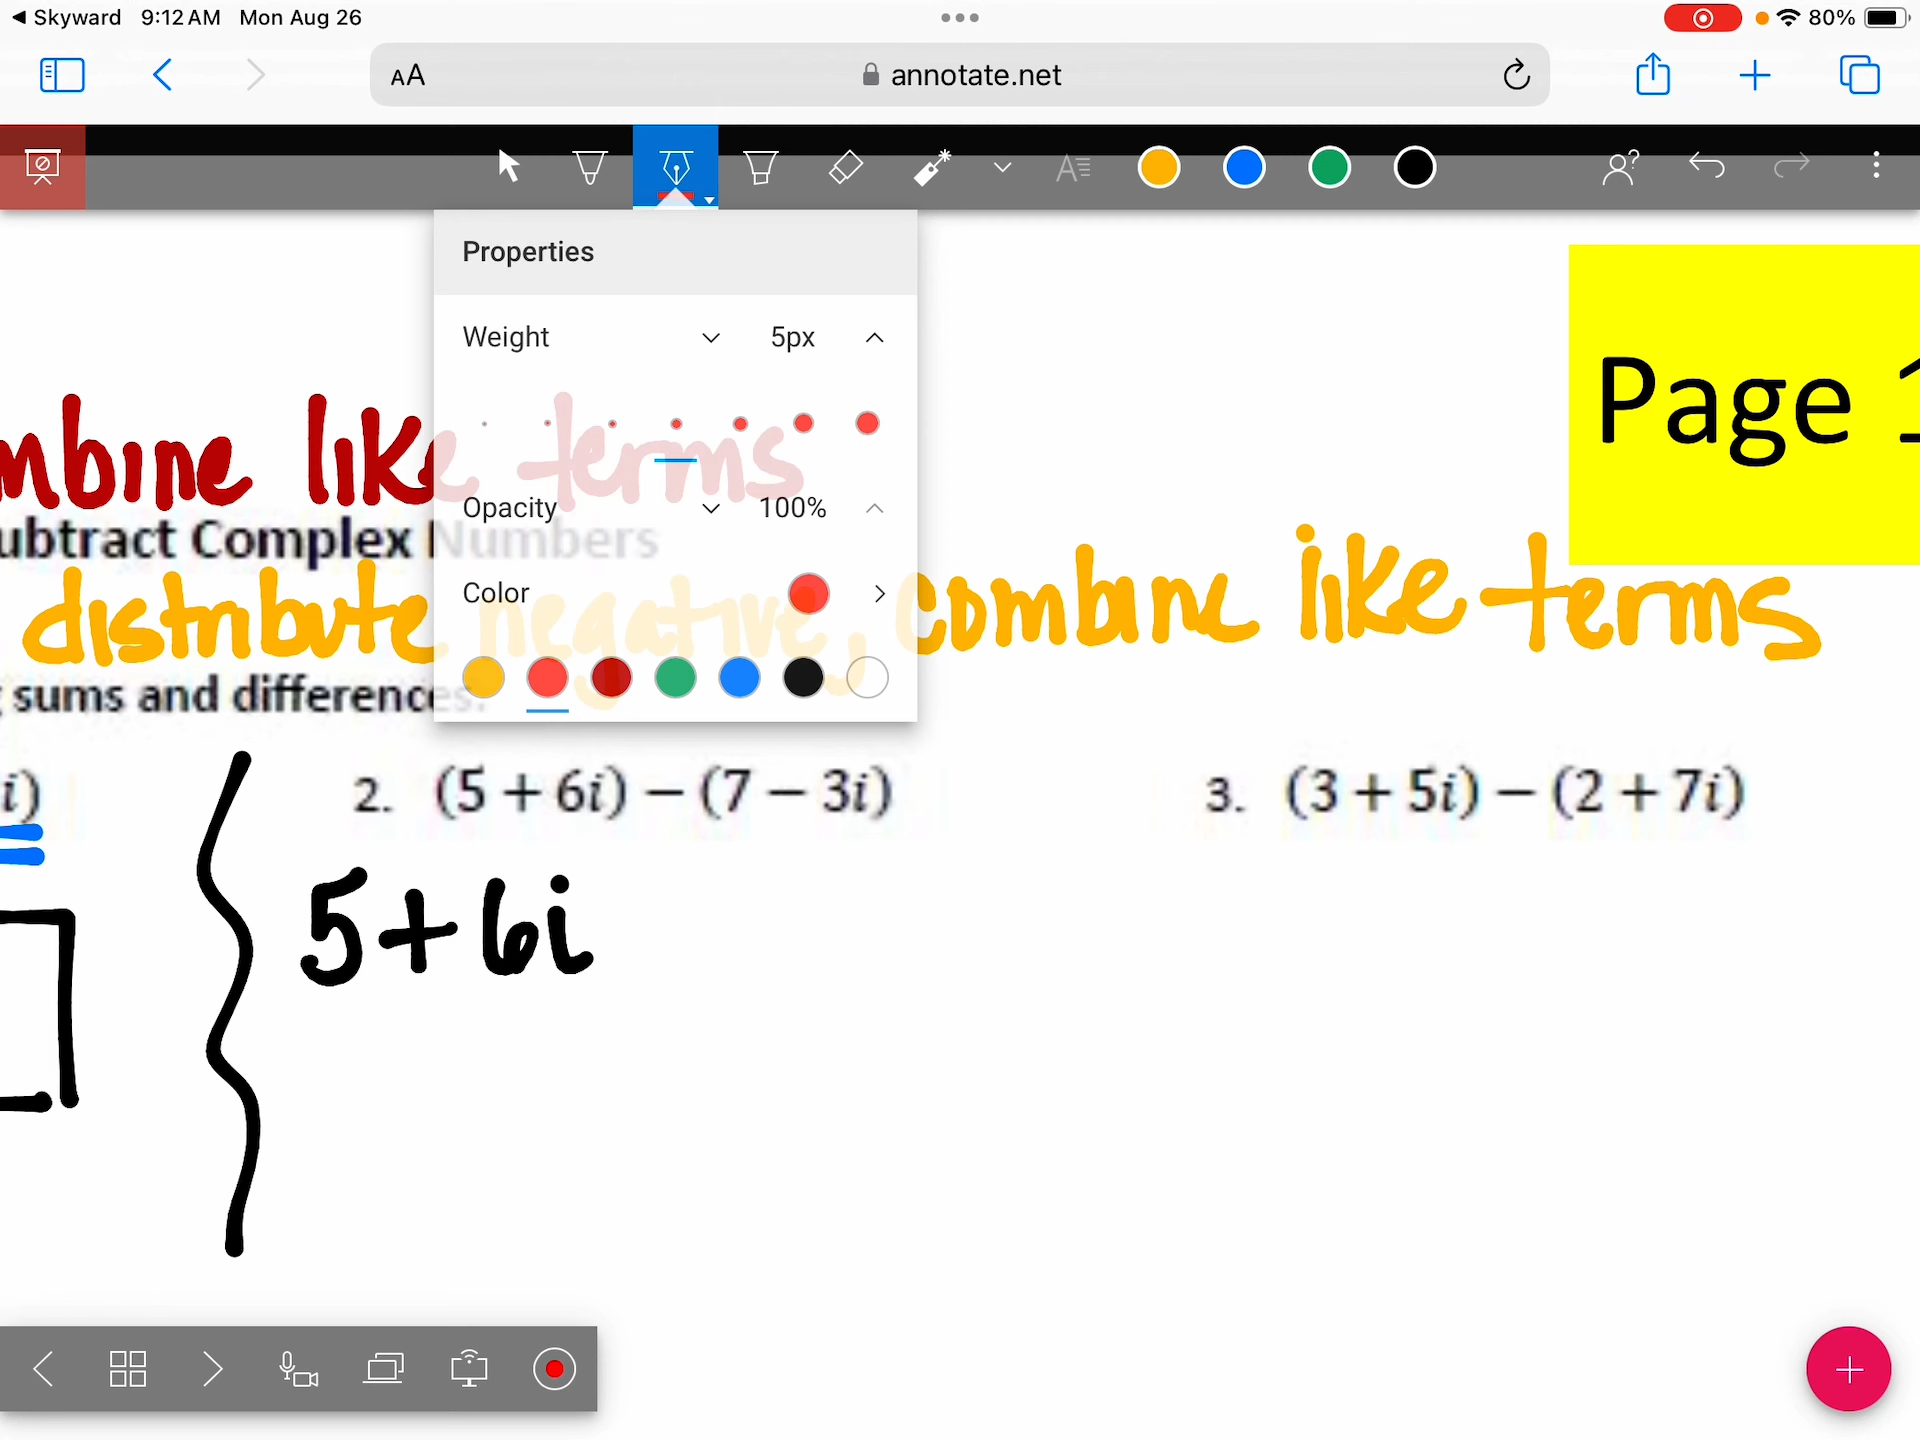 Skyward 9:12 AM Mon Aug 26 80%
AA annotate.net
Properties
Weight 5px
Page 1
mbine like terms
Opacity 100%
ubtract Complex Numbers
Color
distribute negative, combine like terms
sums and differences.
i) 2. (5 + 6i) − (7 − 3i) 3. (3 + 5i) − (2 + 7i)
5+6i